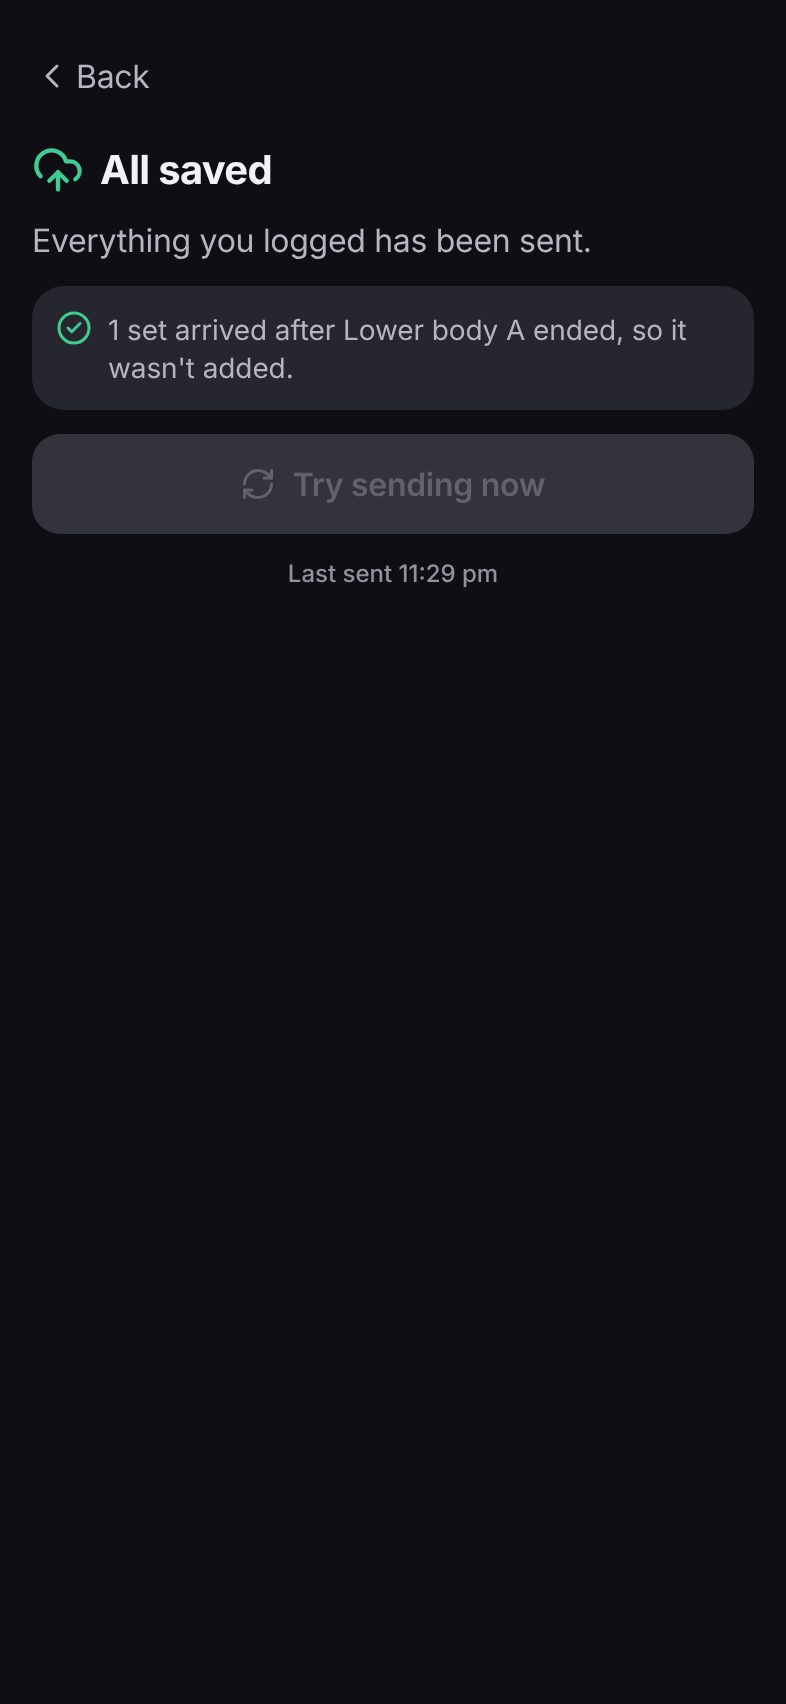 Back
All saved
Everything you logged has been sent.
1 set arrived after Lower body A ended, so it
wasn't added.
Try sending now
Last sent 11:29 pm